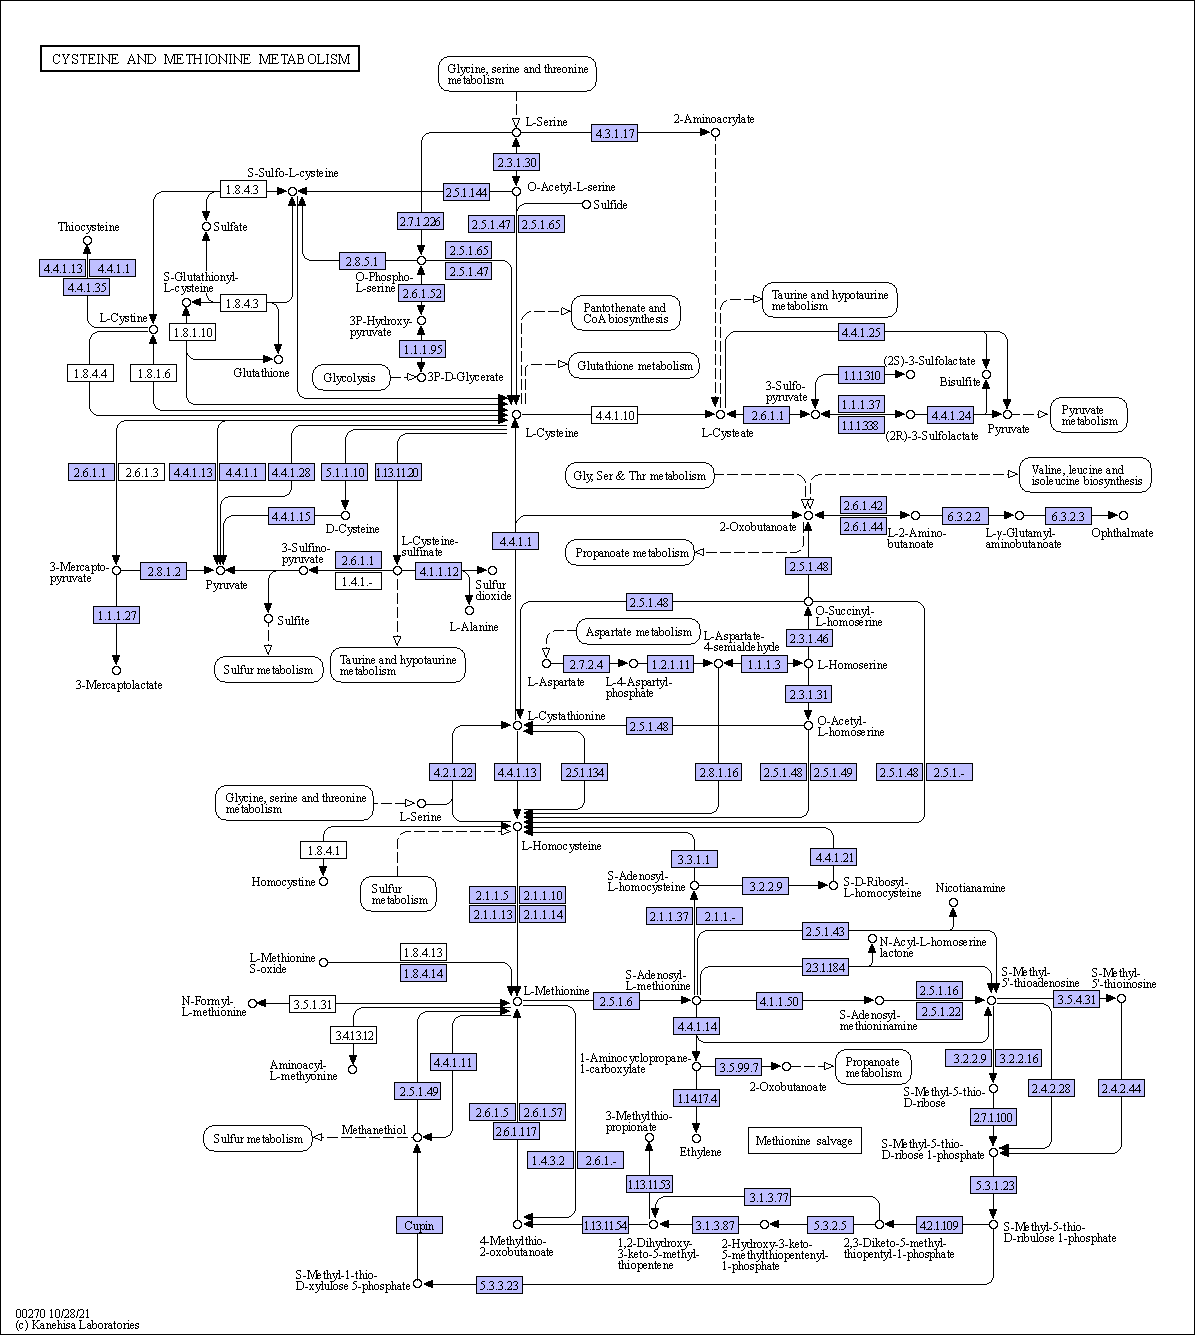 CYSTEINE AND METHIONINE METABOLISM
Glycine, serine and threonine
metabolism
L-Serine
4.3.1.17
2-Aminoacrylate
2.3.1.30
S-Sulfo-L-cysteine
1.8.4.3
2.5.1.144
O-Acetyl-L-serine
Sulfide
Thiocysteine
Sulfate
2.7.1.226
2.5.1.47
2.5.1.65
4.4.1.13
4.4.1.1
4.4.1.35
2.8.5.1
2.5.1.65
2.5.1.47
S-Glutathionyl-
L-cysteine
O-Phospho-
L-serine
1.8.4.3
2.6.1.52
Pantothenate and
CoA biosynthesis
Taurine and hypotaurine
metabolism
L-Cystine
1.8.1.10
3P-Hydroxy-
pyruvate
4.4.1.25
1.1.1.95
Glutathione
(2S)-3-Sulfolactate
1.8.4.4
1.8.1.6
Glycolysis
3P-D-Glycerate
Glutathione metabolism
1.1.1.310
Bisulfite
3-Sulfo-
pyruvate
1.1.1.37
4.4.1.10
2.6.1.1
4.4.1.24
1.1.1.338
Pyruvate
metabolism
L-Cysteine
L-Cysteate
(2R)-3-Sulfolactate
Pyruvate
2.6.1.1
2.6.1.3
4.4.1.13
4.4.1.1
4.4.1.28
5.1.1.10
1.13.11.20
Gly, Ser & Thr metabolism
Valine, leucine and
isoleucine biosynthesis
4.4.1.15
D-Cysteine
2-Oxobutanoate
2.6.1.42
2.6.1.44
6.3.2.2
6.3.2.3
L-2-Amino-
butanoate
L-γ-Glutamyl-
aminobutanoate
Ophthalmate
4.4.1.1
3-Sulfino-
pyruvate
L-Cysteine-
sulfinate
Propanoate metabolism
3-Mercapto-
pyruvate
2.8.1.2
Pyruvate
2.6.1.1
1.4.1.-
4.1.1.12
Sulfur
dioxide
2.5.1.48
1.1.1.27
Sulfite
L-Alanine
2.5.1.48
O-Succinyl-
L-homoserine
Aspartate metabolism
L-Aspartate-
4-semialdehyde
2.3.1.46
3-Mercaptolactate
Sulfur metabolism
Taurine and hypotaurine
metabolism
2.7.2.4
1.2.1.11
1.1.1.3
L-Homoserine
L-Aspartate
L-4-Aspartyl-
phosphate
2.3.1.31
L-Cystathionine
2.5.1.48
O-Acetyl-
L-homoserine
4.2.1.22
4.4.1.13
2.5.1.134
2.8.1.16
2.5.1.48
2.5.1.49
2.5.1.48
2.5.1.-
Glycine, serine and threonine
metabolism
L-Serine
1.8.4.1
L-Homocysteine
Homocystine
Sulfur
metabolism
3.3.1.1
4.4.1.21
S-Adenosyl-
L-homocysteine
3.2.2.9
S-D-Ribosyl-
L-homocysteine
Nicotianamine
2.1.1.5
2.1.1.10
2.1.1.13
2.1.1.14
2.1.1.37
2.1.1.-
2.5.1.43
N-Acyl-L-homoserine
lactone
L-Methionine
S-oxide
1.8.4.13
1.8.4.14
2.3.1.184
S-Adenosyl-
L-methionine
S-Methyl-
5'-thioadenosine
S-Methyl-
5'-thioinosine
N-Formyl-
L-methionine
3.5.1.31
L-Methionine
2.5.1.6
4.1.1.50
2.5.1.16
2.5.1.22
3.5.4.31
S-Adenosyl-
methioninamine
3.4.13.12
4.4.1.14
Aminoacyl-
L-methyonine
4.4.1.11
1-Aminocyclopropane-
1-carboxylate
3.5.99.7
2-Oxobutanoate
Propanoate
metabolism
3.2.2.9
3.2.2.16
2.5.1.49
S-Methyl-5-thio-
D-ribose
2.4.2.28
2.4.2.44
1.14.17.4
2.6.1.5
2.6.1.57
2.6.1.117
3-Methylthio-
propionate
2.7.1.100
Sulfur metabolism
Methanethiol
Ethylene
Methionine salvage
S-Methyl-5-thio-
D-ribose 1-phosphate
1.4.3.2
2.6.1.-
1.13.11.53
5.3.1.23
3.1.3.77
Cupin
1.13.11.54
3.1.3.87
5.3.2.5
4.2.1.109
4-Methylthio-
2-oxobutanoate
1,2-Dihydroxy-
3-keto-5-methyl-
thiopentene
2-Hydroxy-3-keto-
5-methylthiopentenyl-
1-phosphate
2,3-Diketo-5-methyl-
thiopentyl-1-phosphate
S-Methyl-5-thio-
D-ribulose 1-phosphate
S-Methyl-1-thio-
D-xylulose 5-phosphate
5.3.3.23
00270 10/28/21
(c) Kanehisa Laboratories